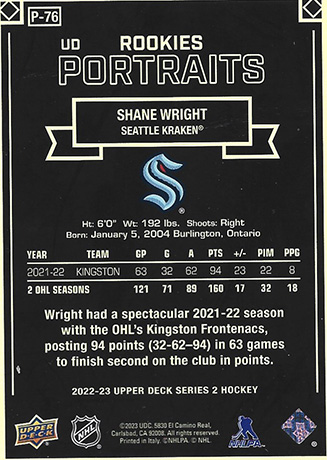 P-76
UD ROOKIES
PORTRAITS
SHANE WRIGHT
SEATTLE KRAKEN®
®
Ht: 6'0" Wt: 192 lbs. Shoots: Right
Born: January 5, 2004 Burlington, Ontario
YEAR TEAM GP G A PTS +/- PIM PPG
2021-22 KINGSTON 63 32 62 94 23 22 8
2 OHL SEASONS 121 71 89 160 17 32 18
Wright had a spectacular 2021-22 season
with the OHL's Kingston Frontenacs,
posting 94 points (32-62–94) in 63 games
to finish second on the club in points.
2022-23 UPPER DECK SERIES 2 HOCKEY
UPPER DECK
NHL
©2023 UDC. 5830 El Camino Real,
Carlsbad, CA 92008. All rights reserved.
Printed in Italy. ©NHLPA. © NHL
NHLPA